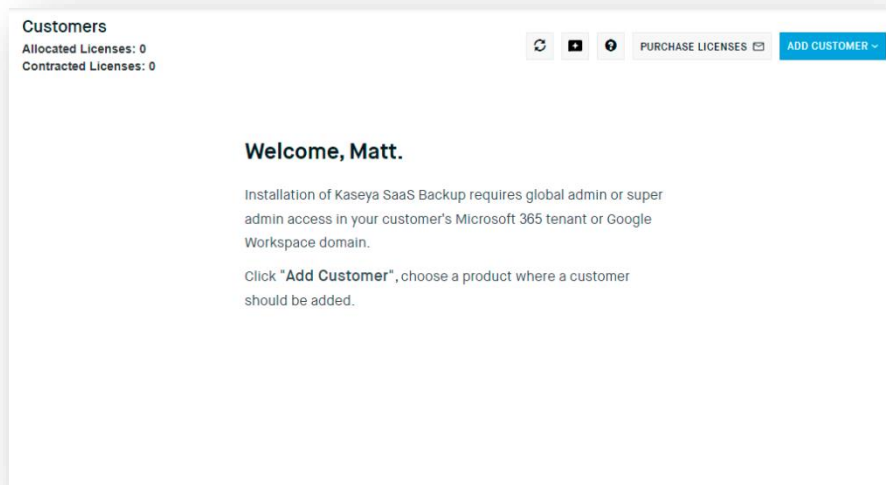 Customers
Allocated Licenses: 0
Contracted Licenses: 0
PURCHASE LICENSES
ADD CUSTOMER
Welcome, Matt.
Installation of Kaseya SaaS Backup requires global admin or super
admin access in your customer's Microsoft 365 tenant or Google
Workspace domain.
Click "Add Customer", choose a product where a customer
should be added.